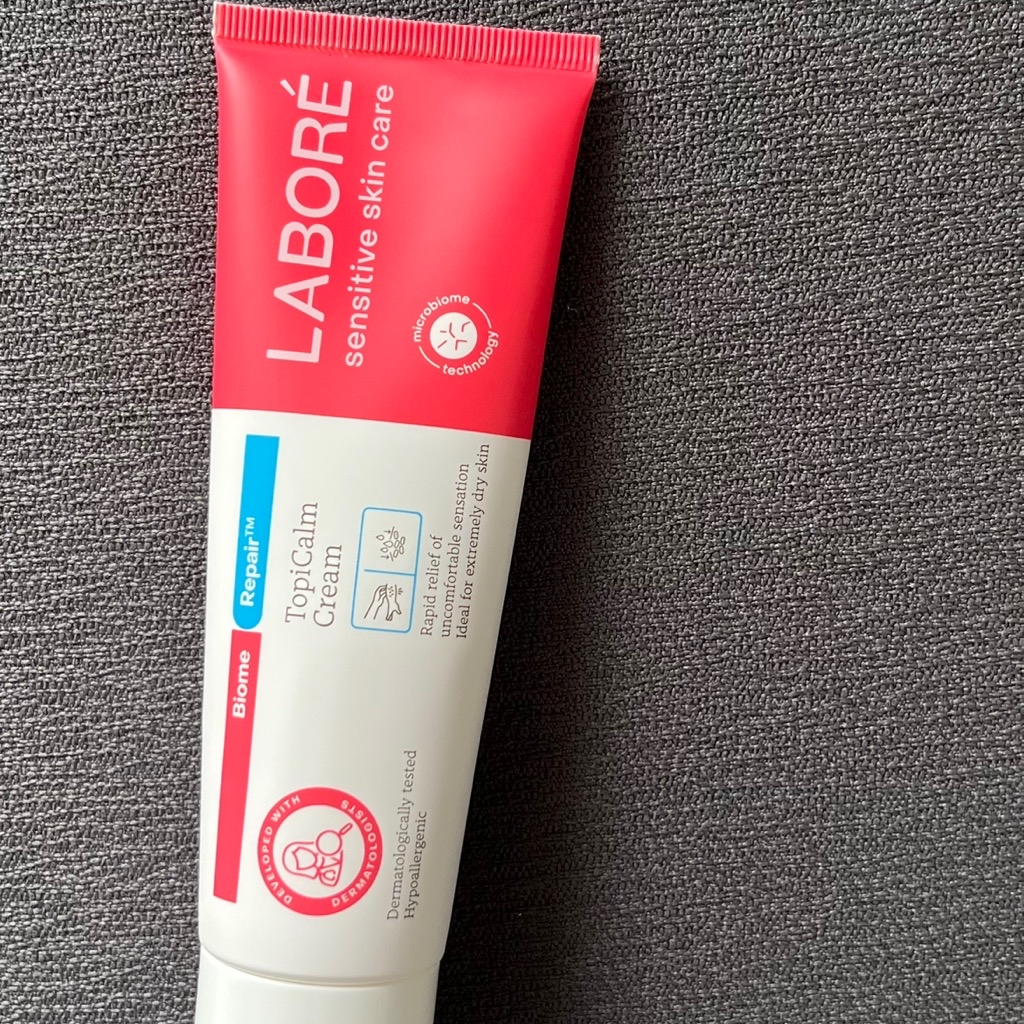 LABORÉ
sensitive skin care
microbiome
technology
Biome Repair™
TopiCalm
Cream
Rapid relief of
uncomfortable sensation
Ideal for extremely dry skin
DEVELOPED WITH
DERMATOLOGISTS
Dermatologically tested
Hypoallergenic